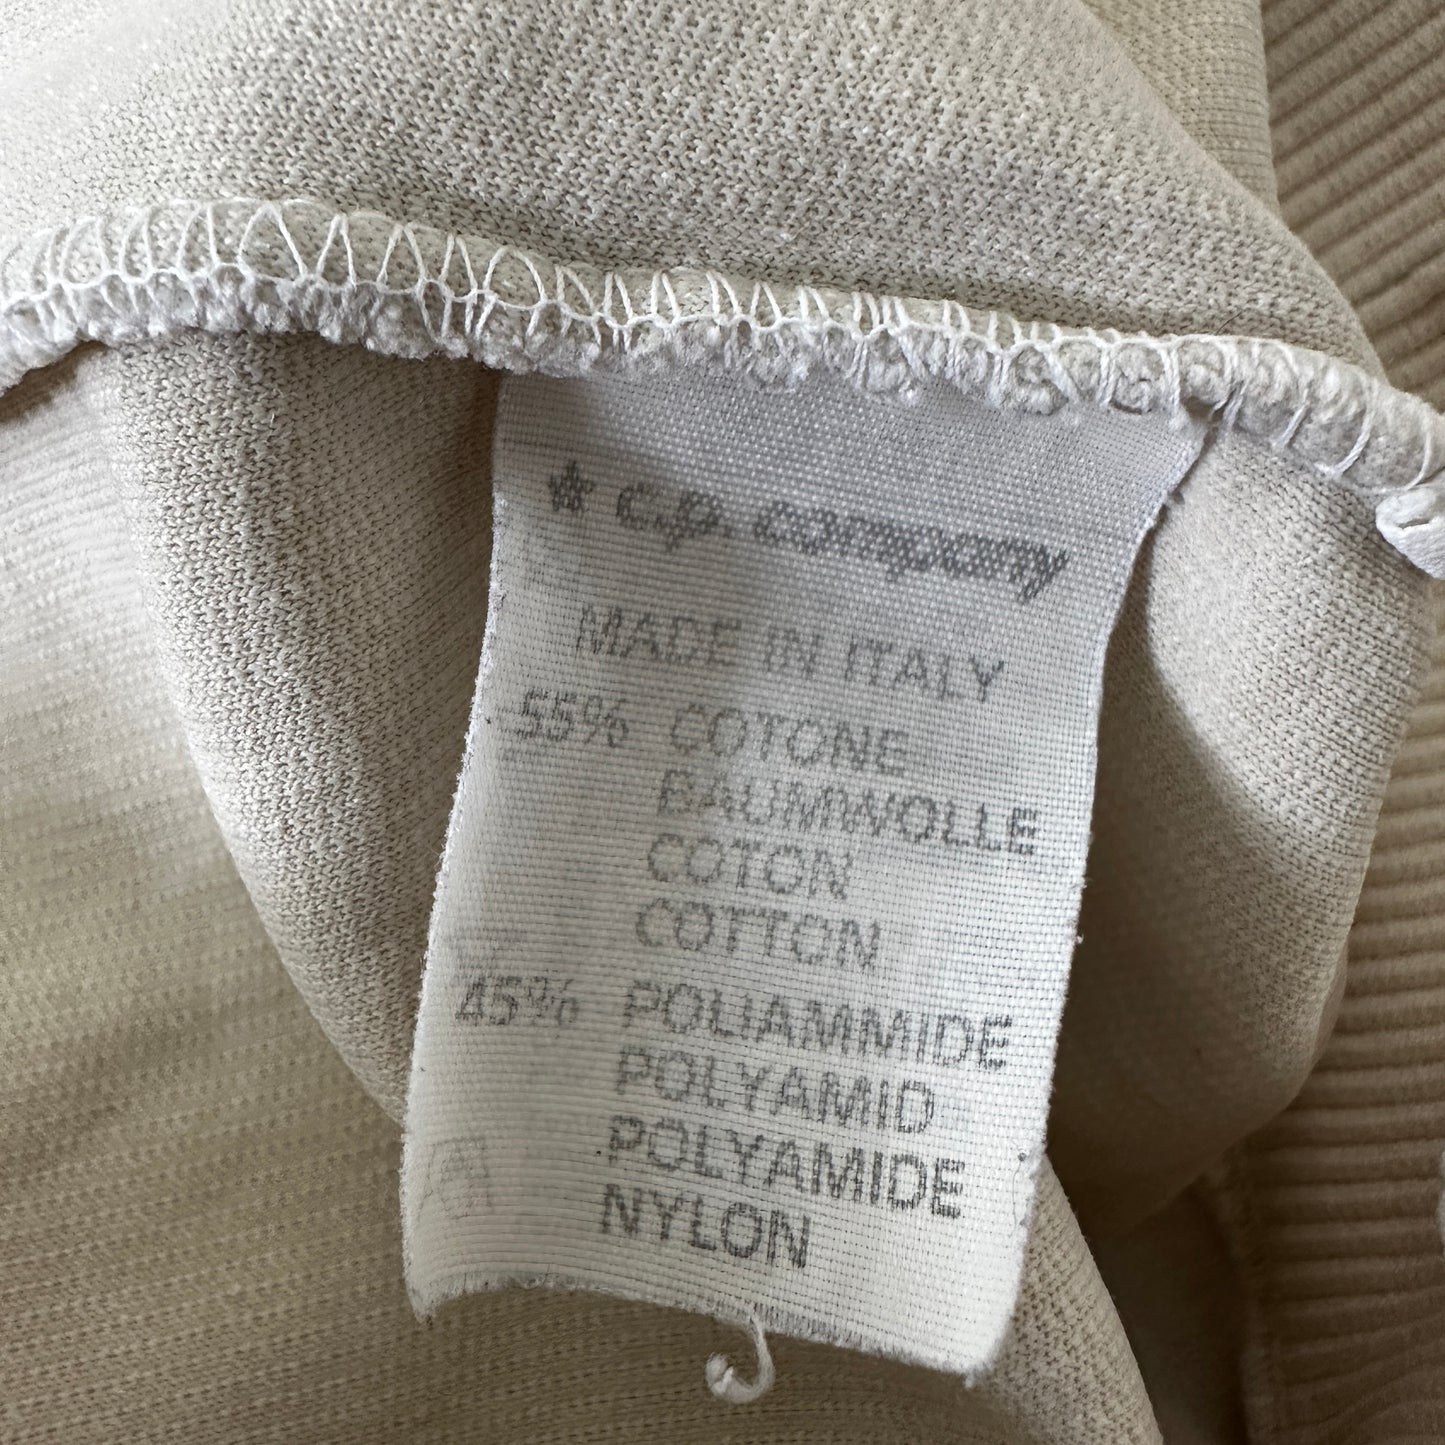 c.p. company
MADE IN ITALY
55% COTONE
BAUMWOLLE
COTON
COTTON
45% POLIAMMIDE
POLYAMID
POLYAMIDE
NYLON